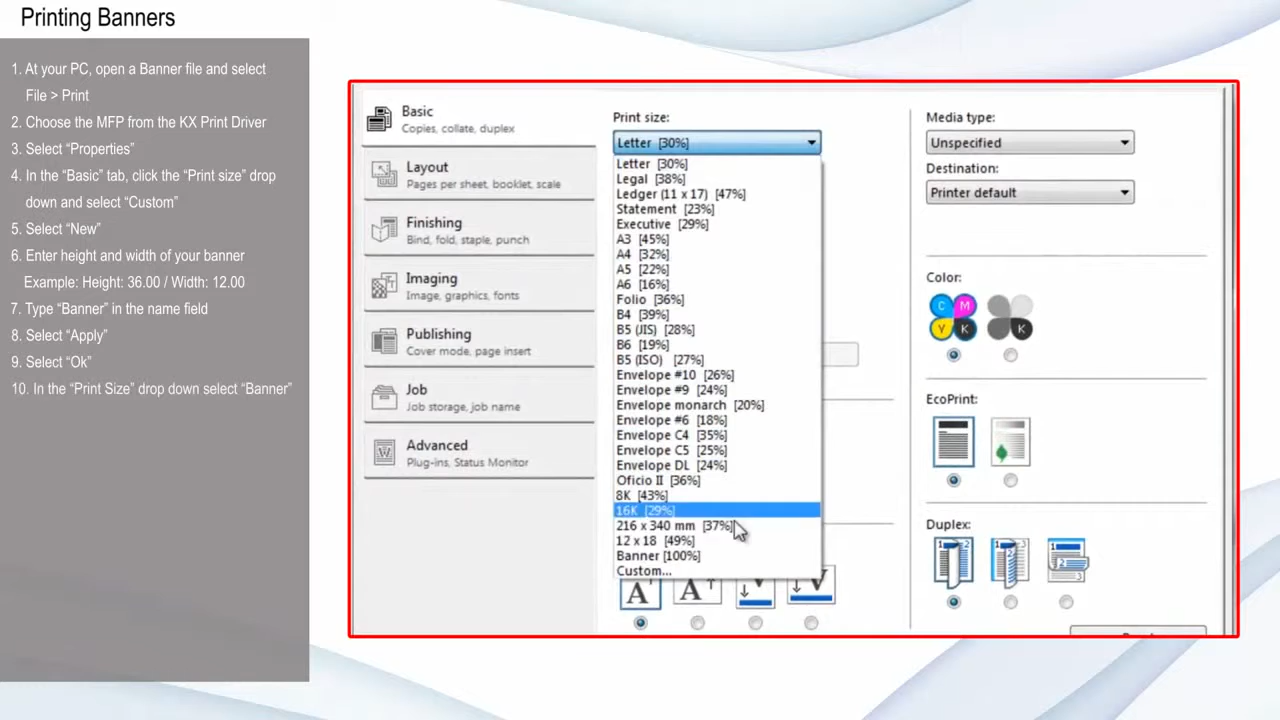 Printing Banners
1. At your PC, open a Banner file and select
File > Print
2. Choose the MFP from the KX Print Driver
3. Select “Properties”
4. In the “Basic” tab, click the “Print size” drop
down and select “Custom”
5. Select “New”
6. Enter height and width of your banner
Example: Height: 36.00 / Width: 12.00
7. Type “Banner” in the name field
8. Select “Apply”
9. Select “Ok”
10. In the “Print Size” drop down select “Banner”
Basic
Copies, collate, duplex
Layout
Pages per sheet, booklet, scale
Finishing
Bind, fold, staple, punch
Imaging
Image, graphics, fonts
Publishing
Cover mode, page insert
Job
Job storage, job name
Advanced
Plug-ins, Status Monitor
Print size:
Letter [30%]
Letter [30%]
Legal [38%]
Ledger (11 x 17) [47%]
Statement [23%]
Executive [29%]
A3 [45%]
A4 [32%]
A5 [22%]
A6 [16%]
Folio [36%]
B4 [39%]
B5 (JIS) [28%]
B6 [19%]
B5 (ISO) [27%]
Envelope #10 [26%]
Envelope #9 [24%]
Envelope monarch [20%]
Envelope #6 [18%]
Envelope C4 [35%]
Envelope C5 [25%]
Envelope DL [24%]
Oficio II [36%]
8K [43%]
16K [29%]
216 x 340 mm [37%]
12 x 18 [49%]
Banner [100%]
Custom...
A A
Media type:
Unspecified
Destination:
Printer default
Color:
C M
Y K K
EcoPrint:
Duplex:
1 2 1 2 1 2 3